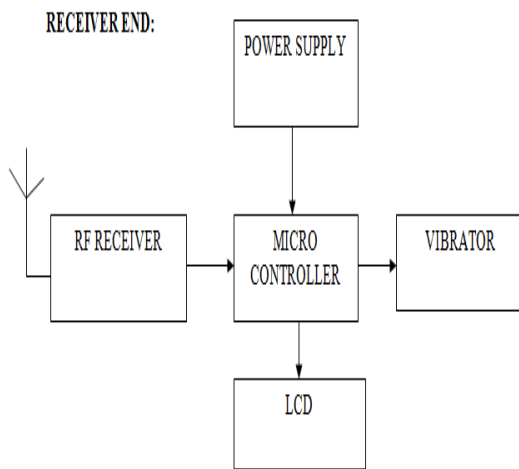 RECEIVER END:
POWER SUPPLY
RF RECEIVER
MICRO
CONTROLLER
VIBRATOR
LCD